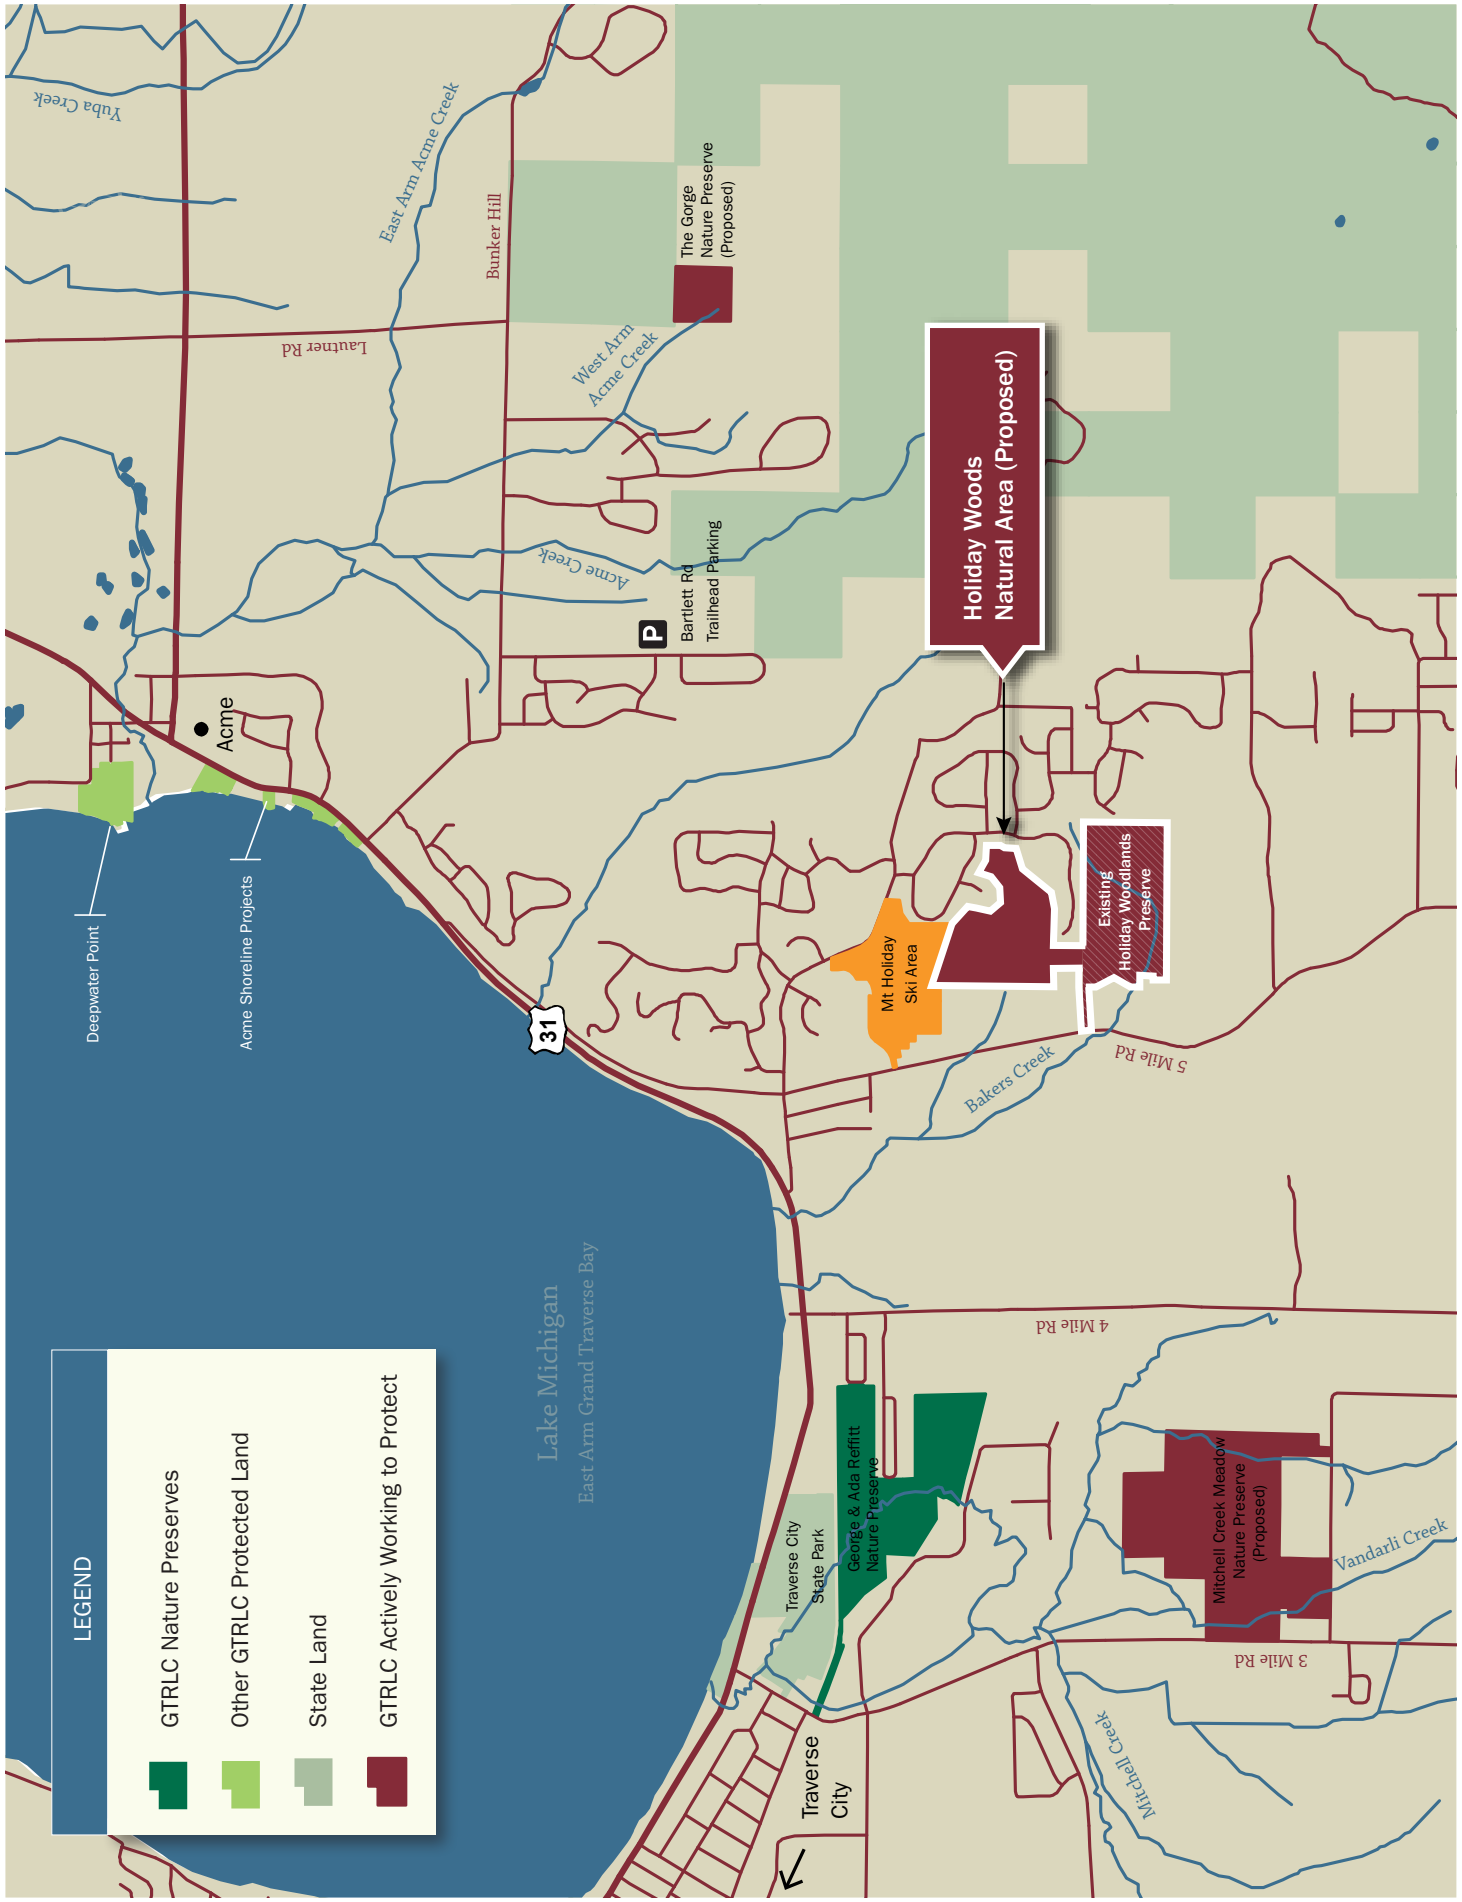 LEGEND
GTRLC Nature Preserves
Other GTRLC Protected Land
State Land
GTRLC Actively Working to Protect
Deepwater Point
Acme Shoreline Projects
Lake Michigan
East Arm Grand Traverse Bay
31
Acme
Yuba Creek
Lautner Rd
East Arm Acme Creek
Bunker Hill
West Arm
Acme Creek
The Gorge
Nature Preserve
(Proposed)
Acme Creek
P
Bartlett Rd
Trailhead Parking
Holiday Woods
Natural Area (Proposed)
Mt Holiday
Ski Area
Existing
Holiday Woodlands
Preserve
Bakers Creek
5 Mile Rd
4 Mile Rd
Traverse City
State Park
George & Ada Reffitt
Nature Preserve
Mitchell Creek Meadow
Nature Preserve
(Proposed)
Vandarli Creek
3 Mile Rd
Mitchell Creek
Traverse
City